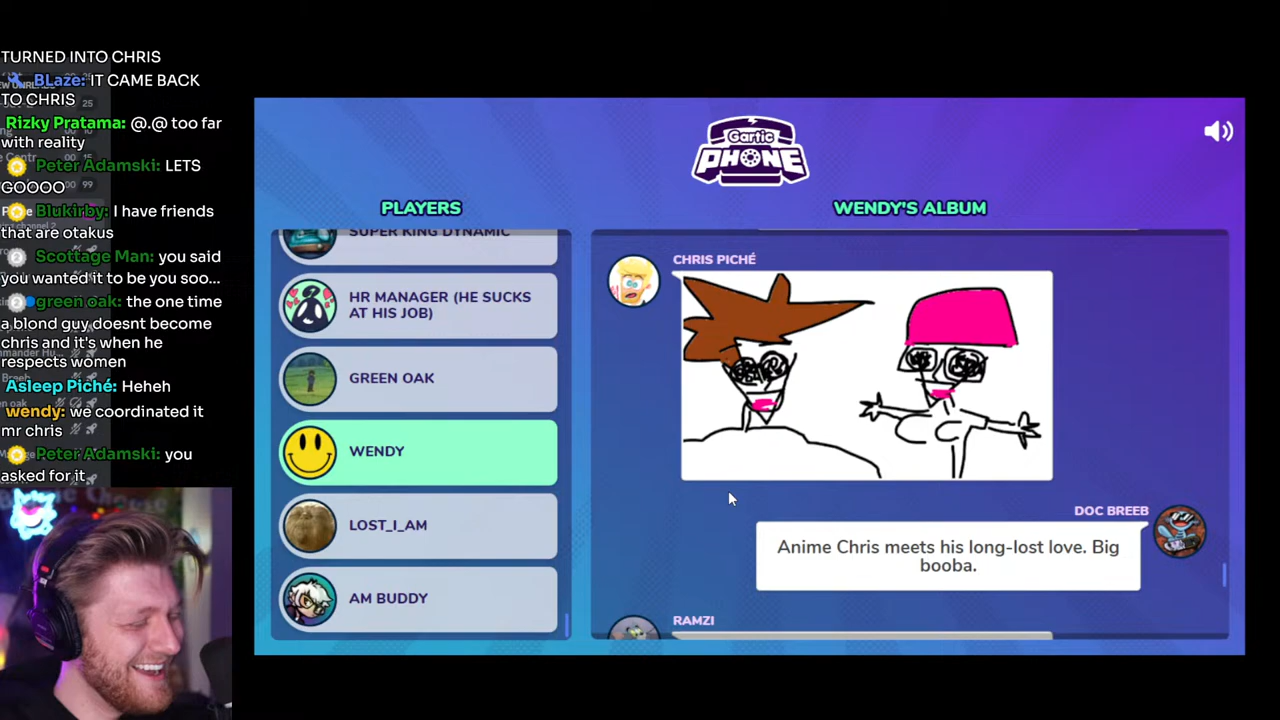 TURNED INTO CHRIS
BLaze: IT CAME BACK
TO CHRIS
Rizky Pratama: @.@ too far
with reality
Peter Adamski: LETS
GOOOO
Blukirby: I have friends
that are otakus
Scottage Man: you said
you wanted it to be you soo...
green oak: the one time
a blond guy doesnt become
chris and it's when he
respects women
Asleep Piché: Heheh
wendy: we coordinated it
mr chris
Peter Adamski: you
asked for it
Gartic
PHONE
PLAYERS
SUPER KING DYNAMIC
HR MANAGER (HE SUCKS
AT HIS JOB)
GREEN OAK
WENDY
LOST_I_AM
AM BUDDY
WENDY'S ALBUM
CHRIS PICHÉ
DOC BREEB
Anime Chris meets his long-lost love. Big
booba.
RAMZI